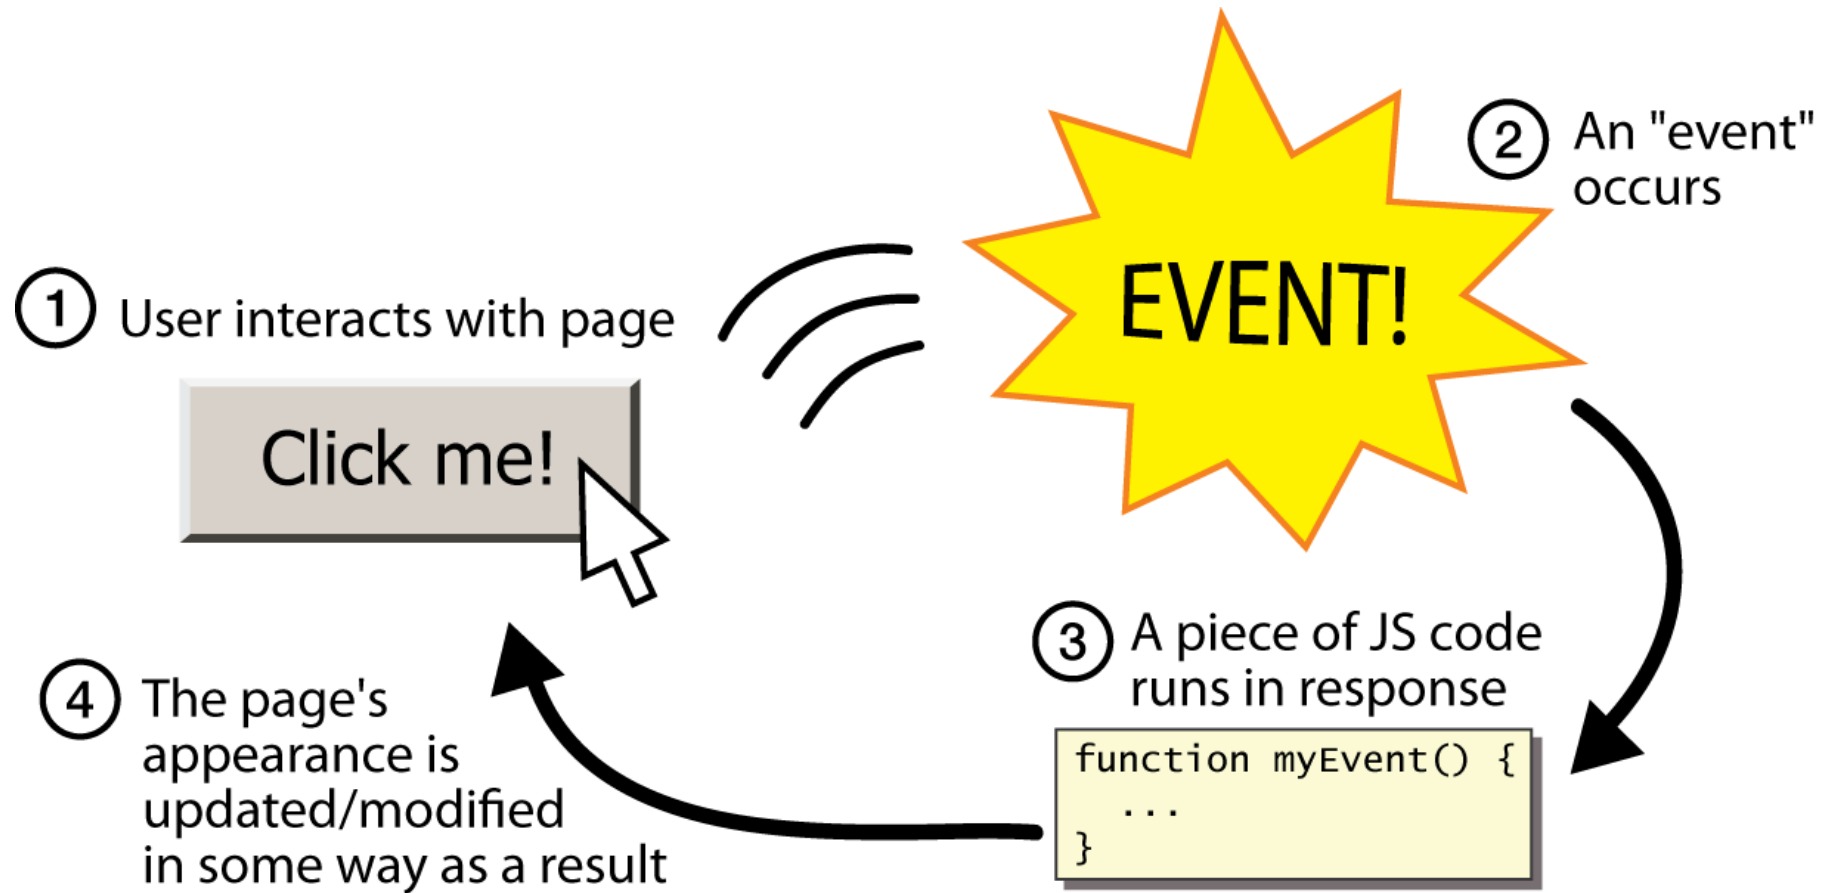 1 User interacts with page
Click me!
EVENT!
2 An "event"
occurs
3 A piece of JS code
runs in response
function myEvent() {
...
}
4 The page's
appearance is
updated/modified
in some way as a result